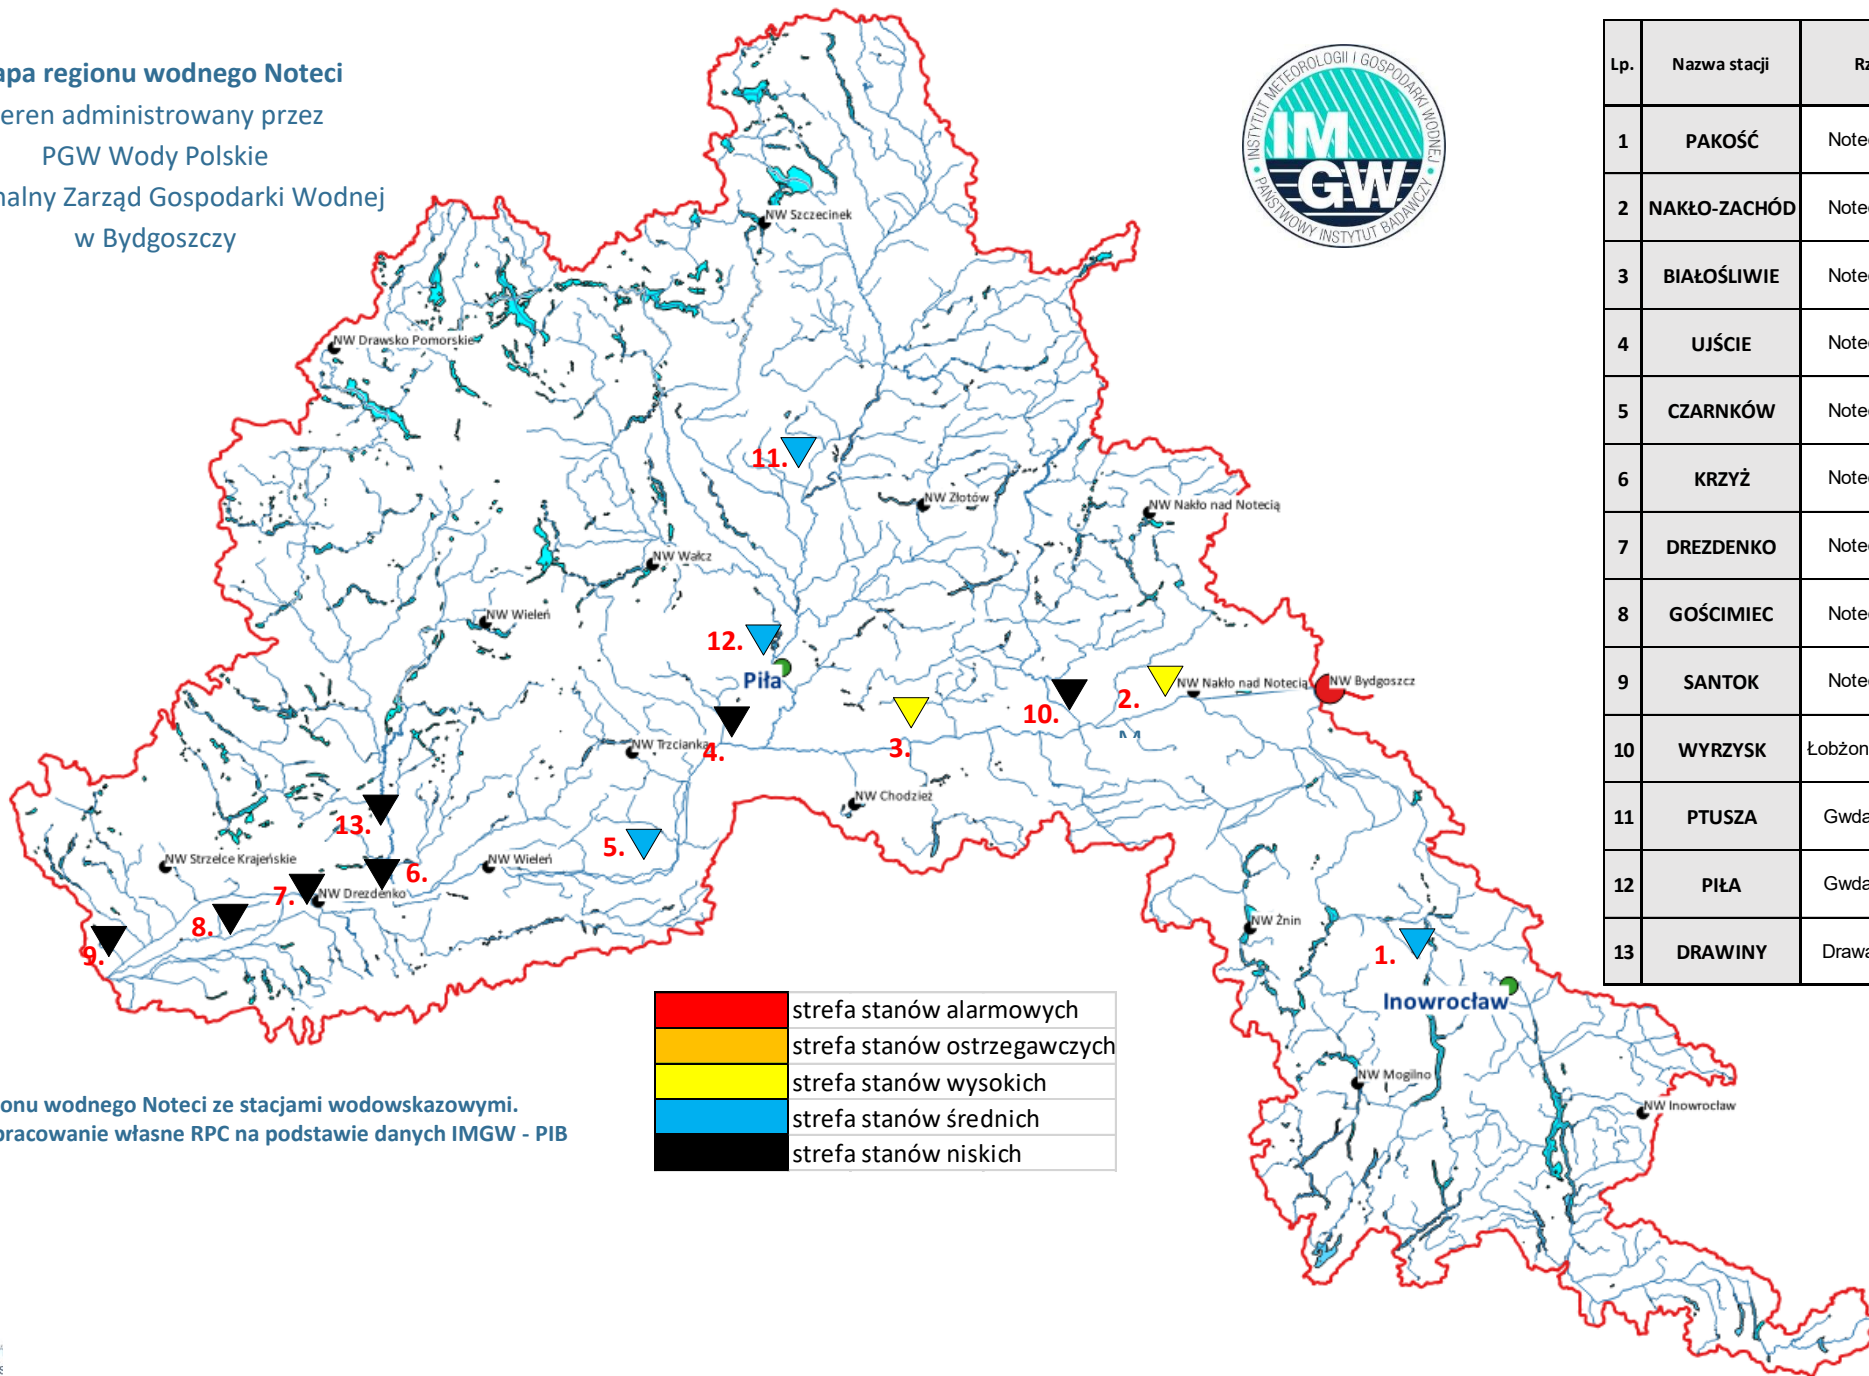 apa regionu wodnego Noteci
eren administrowany przez
PGW Wody Polskie
nalny Zarząd Gospodarki Wodnej
w Bydgoszczy
INSTYTUT METEOROLOGII I GOSPODARKI WODNEJ
IM
GW
PAŃSTWOWY INSTYTUT BADAWCZY
Lp. Nazwa stacji Rz
1 PAKOŚĆ Note
2 NAKŁO-ZACHÓD Note
3 BIAŁOŚLIWIE Note
4 UJŚCIE Note
5 CZARNKÓW Note
6 KRZYŻ Note
7 DREZDENKO Note
8 GOŚCIMIEC Note
9 SANTOK Note
10 WYRZYSK Łobżon
11 PTUSZA Gwda
12 PIŁA Gwda
13 DRAWINY Drawa
NW Szczecinek
NW Drawsko Pomorskie
11.
NW Złotów
NW Nakło nad Notecią
NW Wałcz
NW Wieleń
12.
Piła
10.
2.
NW Nakło nad Notecią
NW Bydgoszcz
3.
4.
NW Trzcianka
NW Chodzież
13.
5.
NW Strzelce Krajeńskie
NW Wieleń
6.
7.
NW Drezdenko
8.
9.
NW Żnin
1.
Inowrocław
NW Mogilno
NW Inowrocław
strefa stanów alarmowych
strefa stanów ostrzegawczych
strefa stanów wysokich
strefa stanów średnich
strefa stanów niskich
onu wodnego Noteci ze stacjami wodowskazowymi.
pracowanie własne RPC na podstawie danych IMGW - PIB